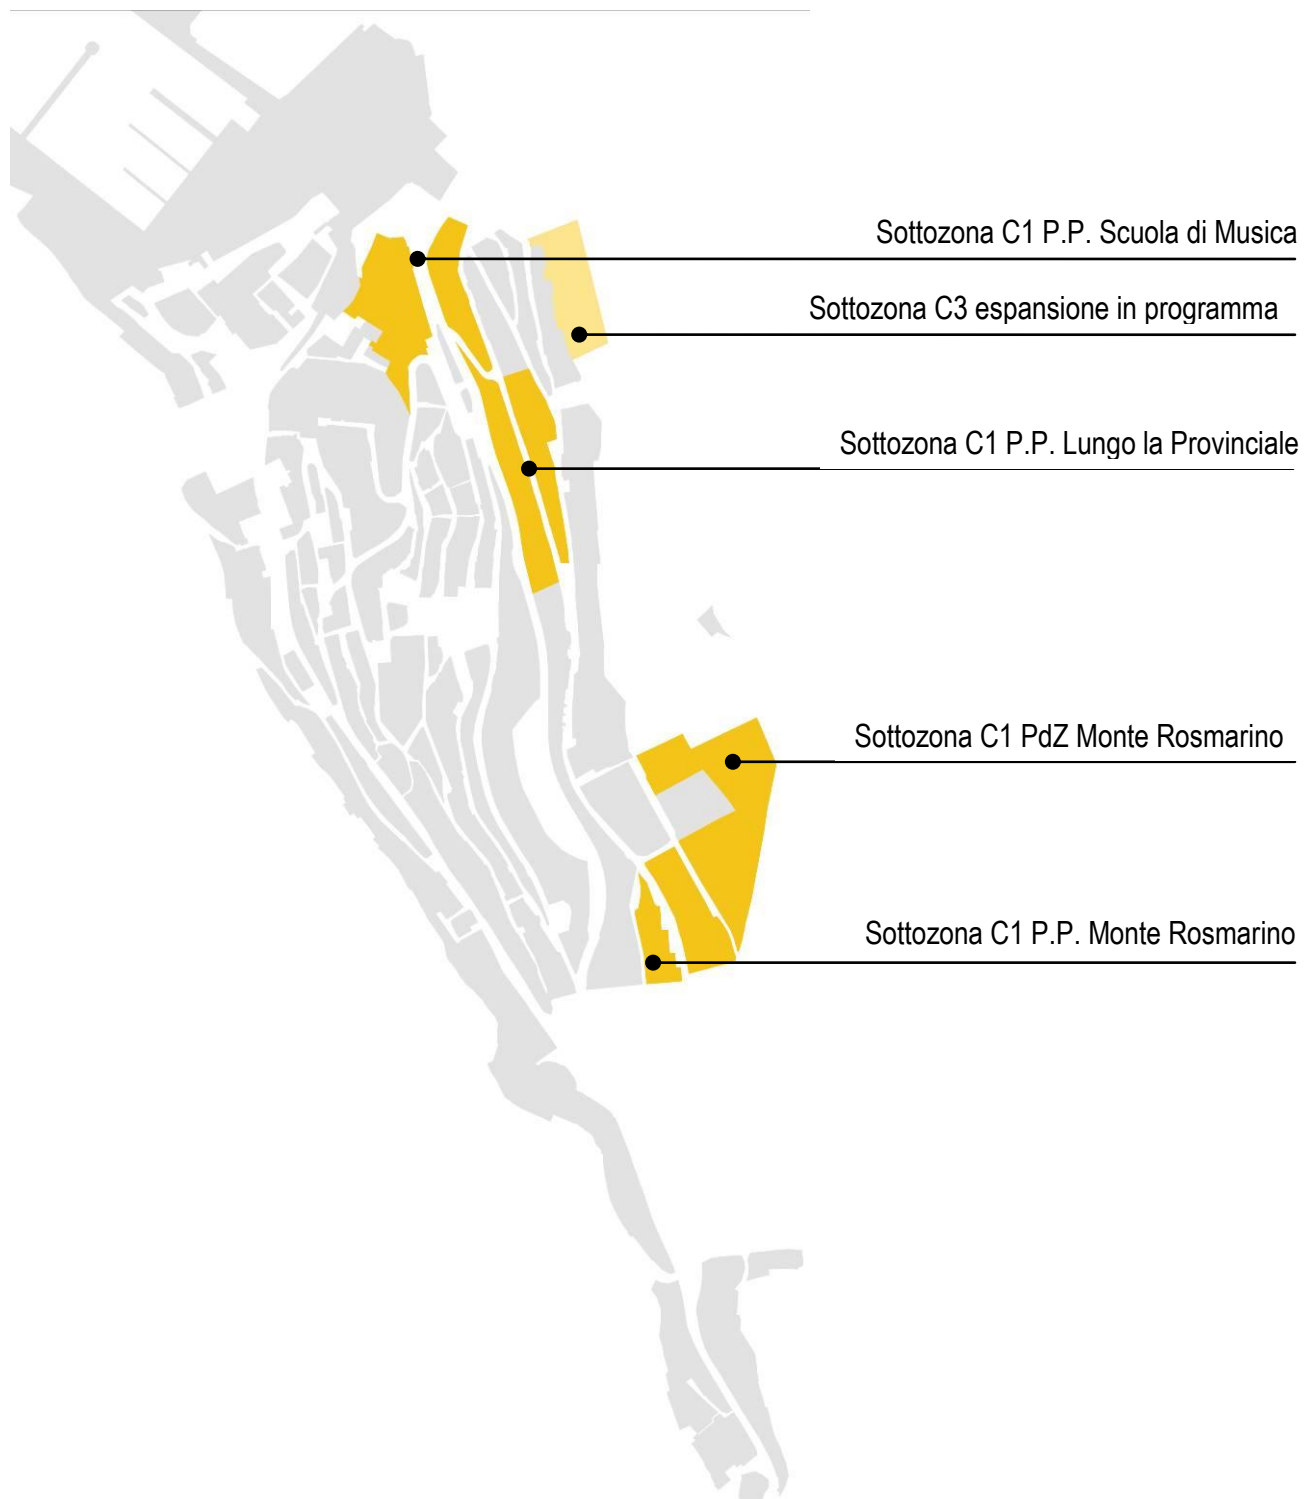 Sottozona C1 P.P. Scuola di Musica
Sottozona C3 espansione in programma
Sottozona C1 P.P. Lungo la Provinciale
Sottozona C1 PdZ Monte Rosmarino
Sottozona C1 P.P. Monte Rosmarino